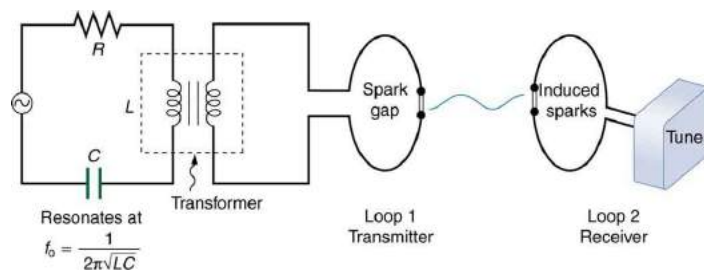 R
L
C
Transformer
Resonates at
f₀ = 1 / 2π√LC
Spark
gap
Loop 1
Transmitter
Induced
sparks
Tune
Loop 2
Receiver